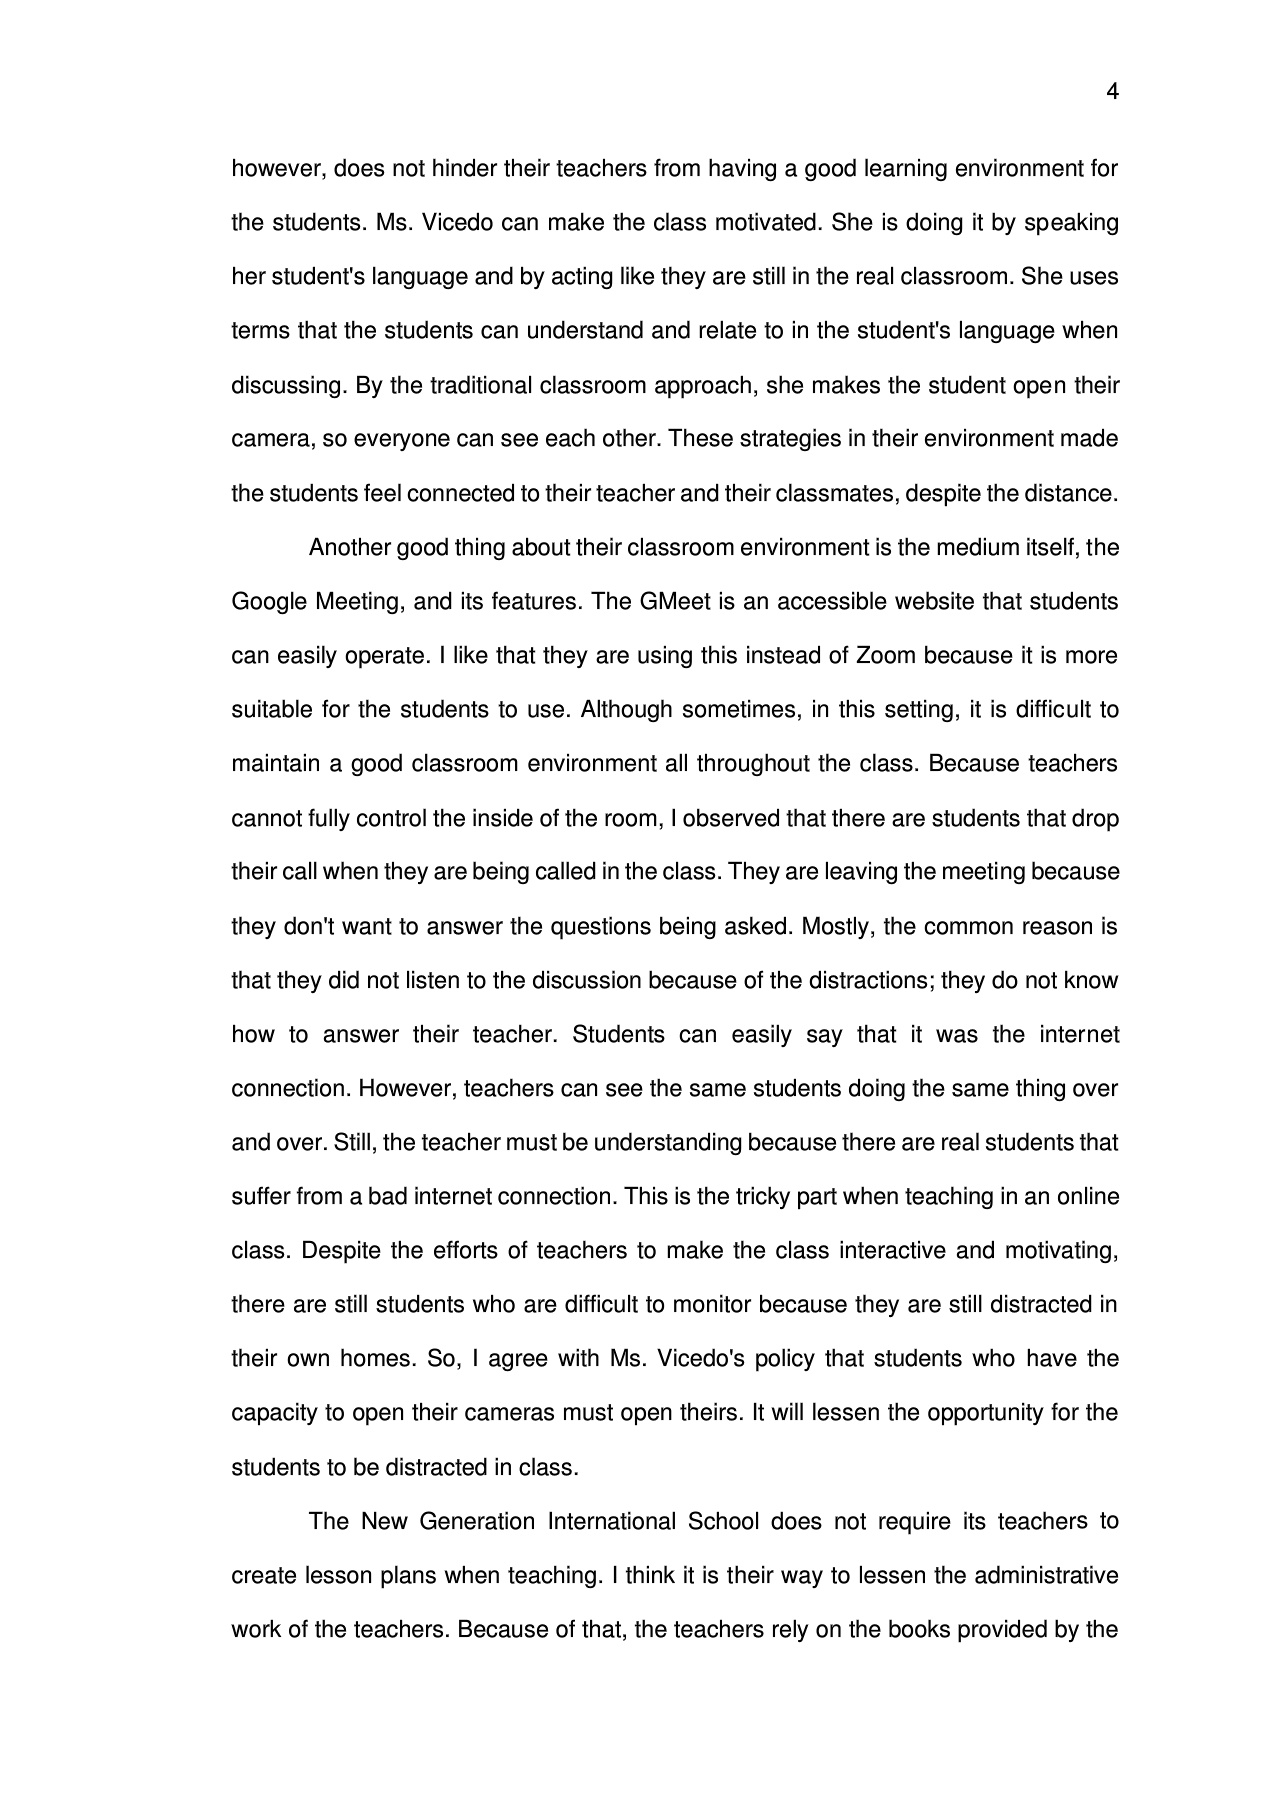 4
however, does not hinder their teachers from having a good learning environment for
the students. Ms. Vicedo can make the class motivated. She is doing it by speaking
her student's language and by acting like they are still in the real classroom. She uses
terms that the students can understand and relate to in the student's language when
discussing. By the traditional classroom approach, she makes the student open their
camera, so everyone can see each other. These strategies in their environment made
the students feel connected to their teacher and their classmates, despite the distance.
Another good thing about their classroom environment is the medium itself, the
Google Meeting, and its features. The GMeet is an accessible website that students
can easily operate. I like that they are using this instead of Zoom because it is more
suitable for the students to use. Although sometimes, in this setting, it is difficult to
maintain a good classroom environment all throughout the class. Because teachers
cannot fully control the inside of the room, I observed that there are students that drop
their call when they are being called in the class. They are leaving the meeting because
they don't want to answer the questions being asked. Mostly, the common reason is
that they did not listen to the discussion because of the distractions; they do not know
how to answer their teacher. Students can easily say that it was the internet
connection. However, teachers can see the same students doing the same thing over
and over. Still, the teacher must be understanding because there are real students that
suffer from a bad internet connection. This is the tricky part when teaching in an online
class. Despite the efforts of teachers to make the class interactive and motivating,
there are still students who are difficult to monitor because they are still distracted in
their own homes. So, I agree with Ms. Vicedo's policy that students who have the
capacity to open their cameras must open theirs. It will lessen the opportunity for the
students to be distracted in class.
The New Generation International School does not require its teachers to
create lesson plans when teaching. I think it is their way to lessen the administrative
work of the teachers. Because of that, the teachers rely on the books provided by the